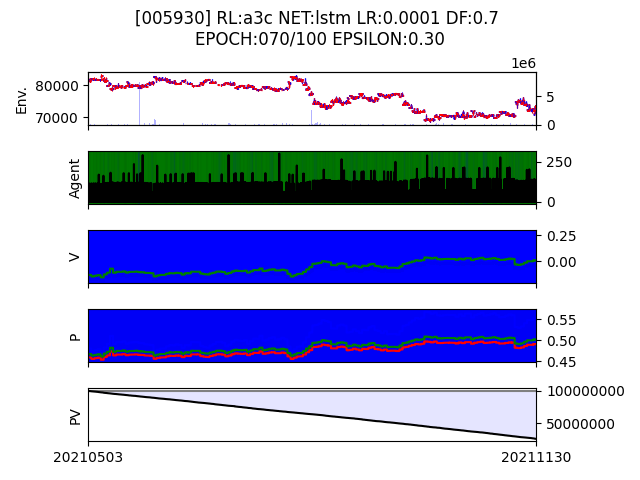 [005930] RL:a3c NET:lstm LR:0.0001 DF:0.7
EPOCH:070/100 EPSILON:0.30
1e6
Env.
80000
70000
5
0
Agent
250
0
V
0.25
0.00
P
0.55
0.50
0.45
PV
100000000
50000000
20210503
20211130